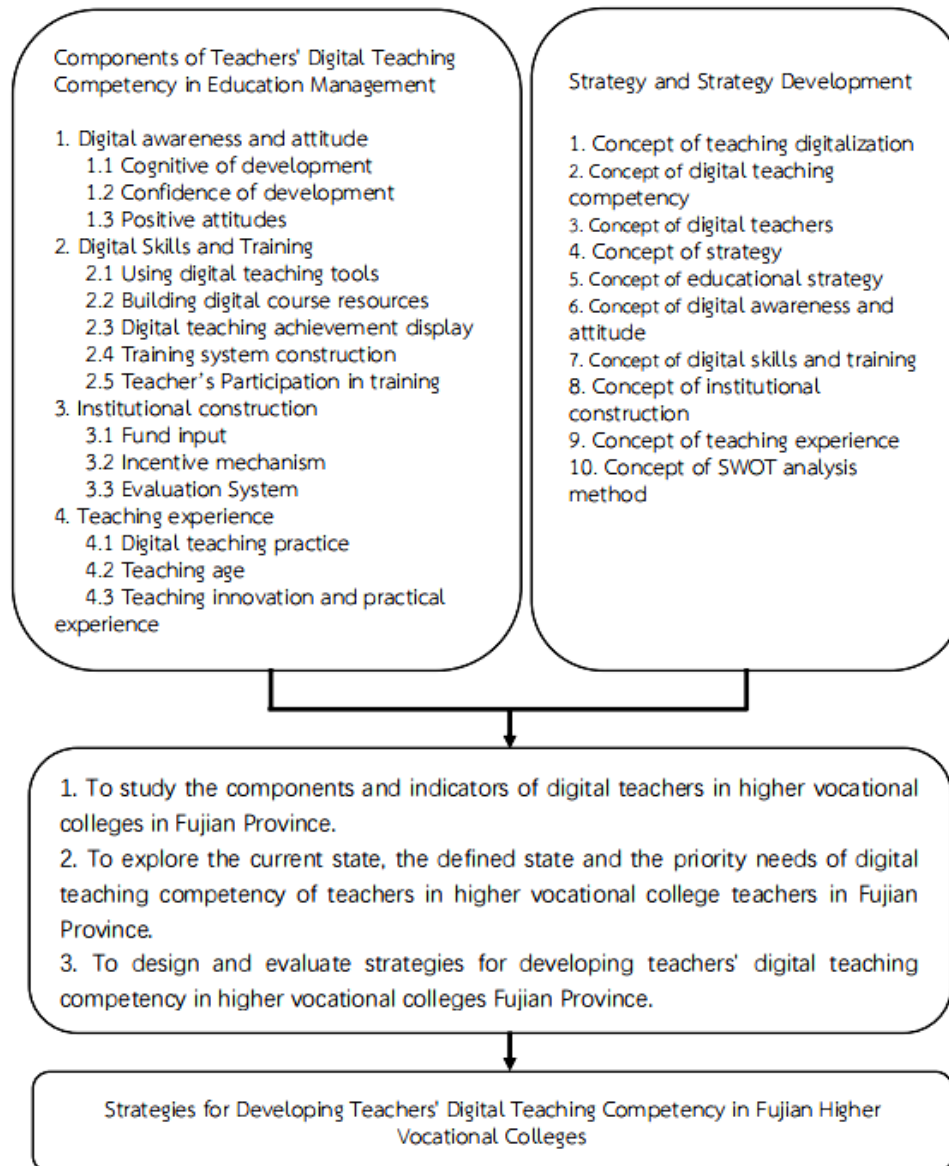 Components of Teachers' Digital Teaching
Competency in Education Management
1. Digital awareness and attitude
1.1 Cognitive of development
1.2 Confidence of development
1.3 Positive attitudes
2. Digital Skills and Training
2.1 Using digital teaching tools
2.2 Building digital course resources
2.3 Digital teaching achievement display
2.4 Training system construction
2.5 Teacher's Participation in training
3. Institutional construction
3.1 Fund input
3.2 Incentive mechanism
3.3 Evaluation System
4. Teaching experience
4.1 Digital teaching practice
4.2 Teaching age
4.3 Teaching innovation and practical
experience
Strategy and Strategy Development
1. Concept of teaching digitalization
2. Concept of digital teaching
competency
3. Concept of digital teachers
4. Concept of strategy
5. Concept of educational strategy
6. Concept of digital awareness and
attitude
7. Concept of digital skills and training
8. Concept of institutional
construction
9. Concept of teaching experience
10. Concept of SWOT analysis
method
1. To study the components and indicators of digital teachers in higher vocational
colleges in Fujian Province.
2. To explore the current state, the defined state and the priority needs of digital
teaching competency of teachers in higher vocational college teachers in Fujian
Province.
3. To design and evaluate strategies for developing teachers' digital teaching
competency in higher vocational colleges Fujian Province.
Strategies for Developing Teachers' Digital Teaching Competency in Fujian Higher
Vocational Colleges